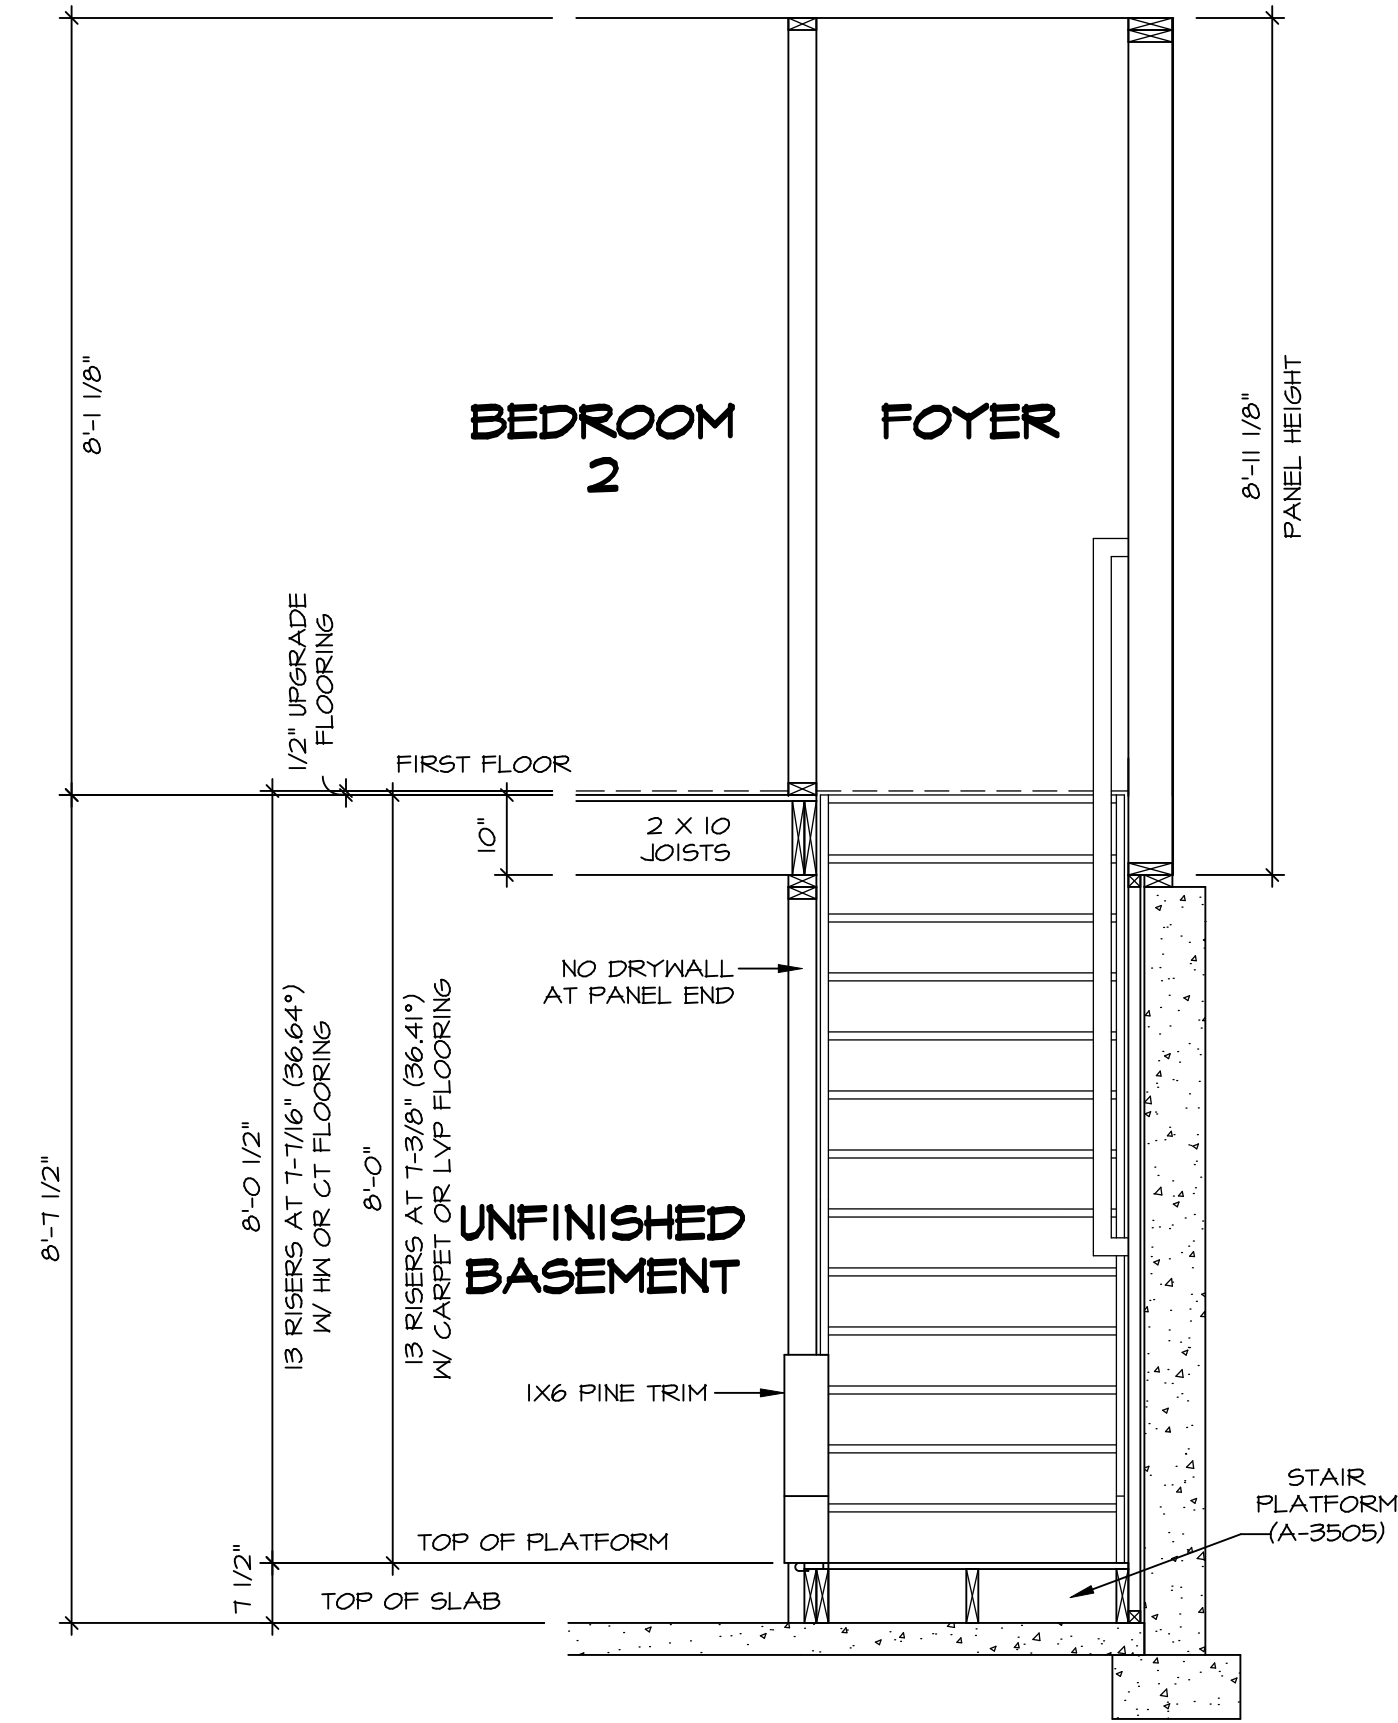 8'-1 1/8"
BEDROOM
2
FOYER
8'-11 1/8"
PANEL HEIGHT
1/2" UPGRADE
FLOORING
FIRST FLOOR
10"
2 X 10
JOISTS
NO DRYWALL
AT PANEL END
8'-7 1/2"
8'-0 1/2"
13 RISERS AT 7-7/16" (36.64°)
W/ HW OR CT FLOORING
8'-0"
13 RISERS AT 7-3/8" (36.41°)
W/ CARPET OR LVP FLOORING
UNFINISHED
BASEMENT
1X6 PINE TRIM
STAIR
PLATFORM
(A-3505)
TOP OF PLATFORM
7 1/2"
TOP OF SLAB